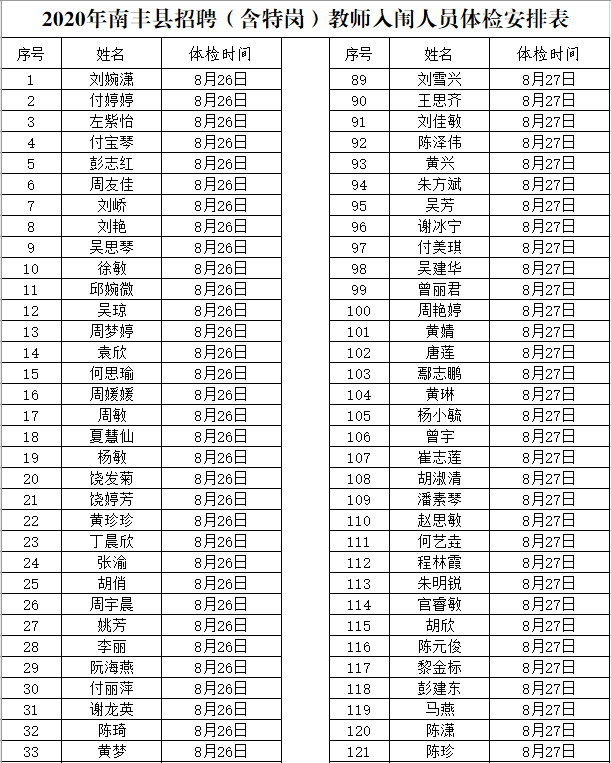 2020年南丰县招聘（含特岗）教师入闱人员体检安排表
序号 姓名 体检时间 序号 姓名 体检时间
1 刘婉潇 8月26日 89 刘雪兴 8月27日
2 付婷婷 8月26日 90 王思齐 8月27日
3 左紫怡 8月26日 91 刘佳敏 8月27日
4 付宝琴 8月26日 92 陈泽伟 8月27日
5 彭志红 8月26日 93 黄兴 8月27日
6 周友佳 8月26日 94 朱方斌 8月27日
7 刘峤 8月26日 95 吴芳 8月27日
8 刘艳 8月26日 96 谢冰宁 8月27日
9 吴思琴 8月26日 97 付美琪 8月27日
10 徐敏 8月26日 98 吴建华 8月27日
11 邱婉微 8月26日 99 曾丽君 8月27日
12 吴琼 8月26日 100 周艳婷 8月27日
13 周梦婷 8月26日 101 黄婧 8月27日
14 袁欣 8月26日 102 唐莲 8月27日
15 何思瑜 8月26日 103 鄢志鹏 8月27日
16 周媛媛 8月26日 104 黄琳 8月27日
17 周敏 8月26日 105 杨小毓 8月27日
18 夏慧仙 8月26日 106 曾宇 8月27日
19 杨敏 8月26日 107 崔志莲 8月27日
20 饶发菊 8月26日 108 胡淑清 8月27日
21 饶婷芳 8月26日 109 潘素琴 8月27日
22 黄珍珍 8月26日 110 赵思敏 8月27日
23 丁晨欣 8月26日 111 何艺垚 8月27日
24 张渝 8月26日 112 程林霞 8月27日
25 胡俏 8月26日 113 朱明锐 8月27日
26 周宇晨 8月26日 114 官睿敏 8月27日
27 姚芳 8月26日 115 胡欣 8月27日
28 李丽 8月26日 116 陈元俊 8月27日
29 阮海燕 8月26日 117 黎金标 8月27日
30 付丽萍 8月26日 118 彭建东 8月27日
31 谢龙英 8月26日 119 马燕 8月27日
32 陈琦 8月26日 120 陈潇 8月27日
33 黄梦 8月26日 121 陈珍 8月27日